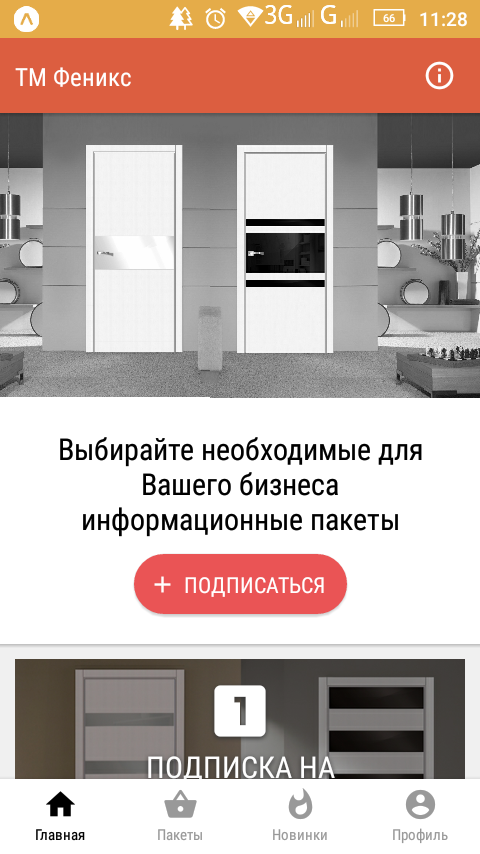 3G G 66 11:28
ТМ Феникс
Выбирайте необходимые для
Вашего бизнеса
информационные пакеты
+ ПОДПИСАТЬСЯ
1
ПОДПИСКА НА
Главная Пакеты Новинки Профиль